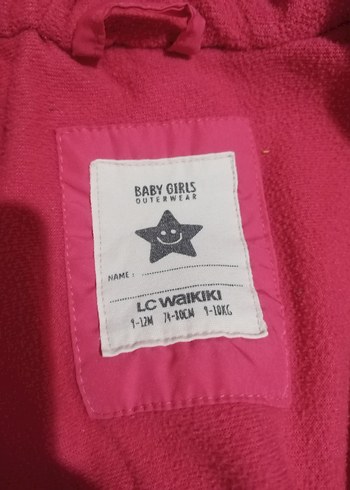 BABY GIRLS
OUTERWEAR
NAME:
LC WAIKIKI
9-12M 74-80CM 9-10KG